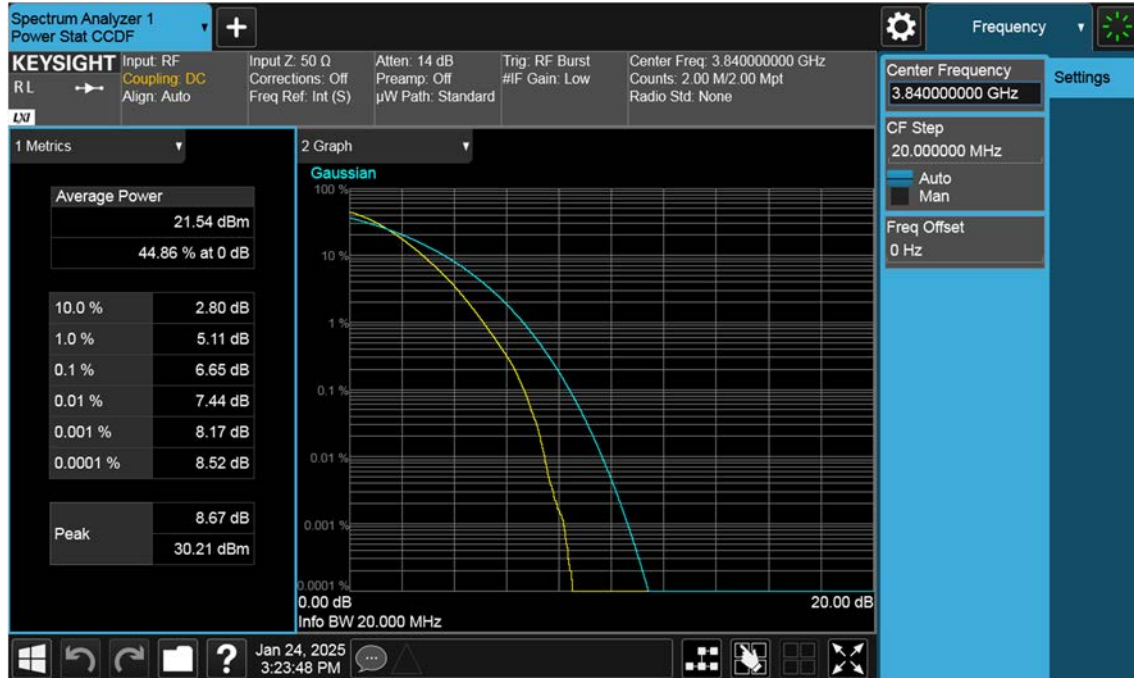 Spectrum Analyzer 1
Power Stat CCDF
+
Frequency
KEYSIGHT
R L
LXI
Input: RF
Coupling: DC
Align: Auto
Input Z: 50 Ω
Corrections: Off
Freq Ref: Int (S)
Atten: 14 dB
Preamp: Off
µW Path: Standard
Trig: RF Burst
#IF Gain: Low
Center Freq: 3.840000000 GHz
Counts: 2.00 M/2.00 Mpt
Radio Std: None
Center Frequency
3.840000000 GHz
Settings
CF Step
20.000000 MHz
Auto
Man
Freq Offset
0 Hz
1 Metrics
Average Power
21.54 dBm
44.86 % at 0 dB
10.0 % 2.80 dB
1.0 % 5.11 dB
0.1 % 6.65 dB
0.01 % 7.44 dB
0.001 % 8.17 dB
0.0001 % 8.52 dB
Peak
8.67 dB
30.21 dBm
2 Graph
Gaussian
100 %
10 %
1 %
0.1 %
0.01 %
0.001 %
0.0001 %
0.00 dB 20.00 dB
Info BW 20.000 MHz
?
Jan 24, 2025
3:23:48 PM